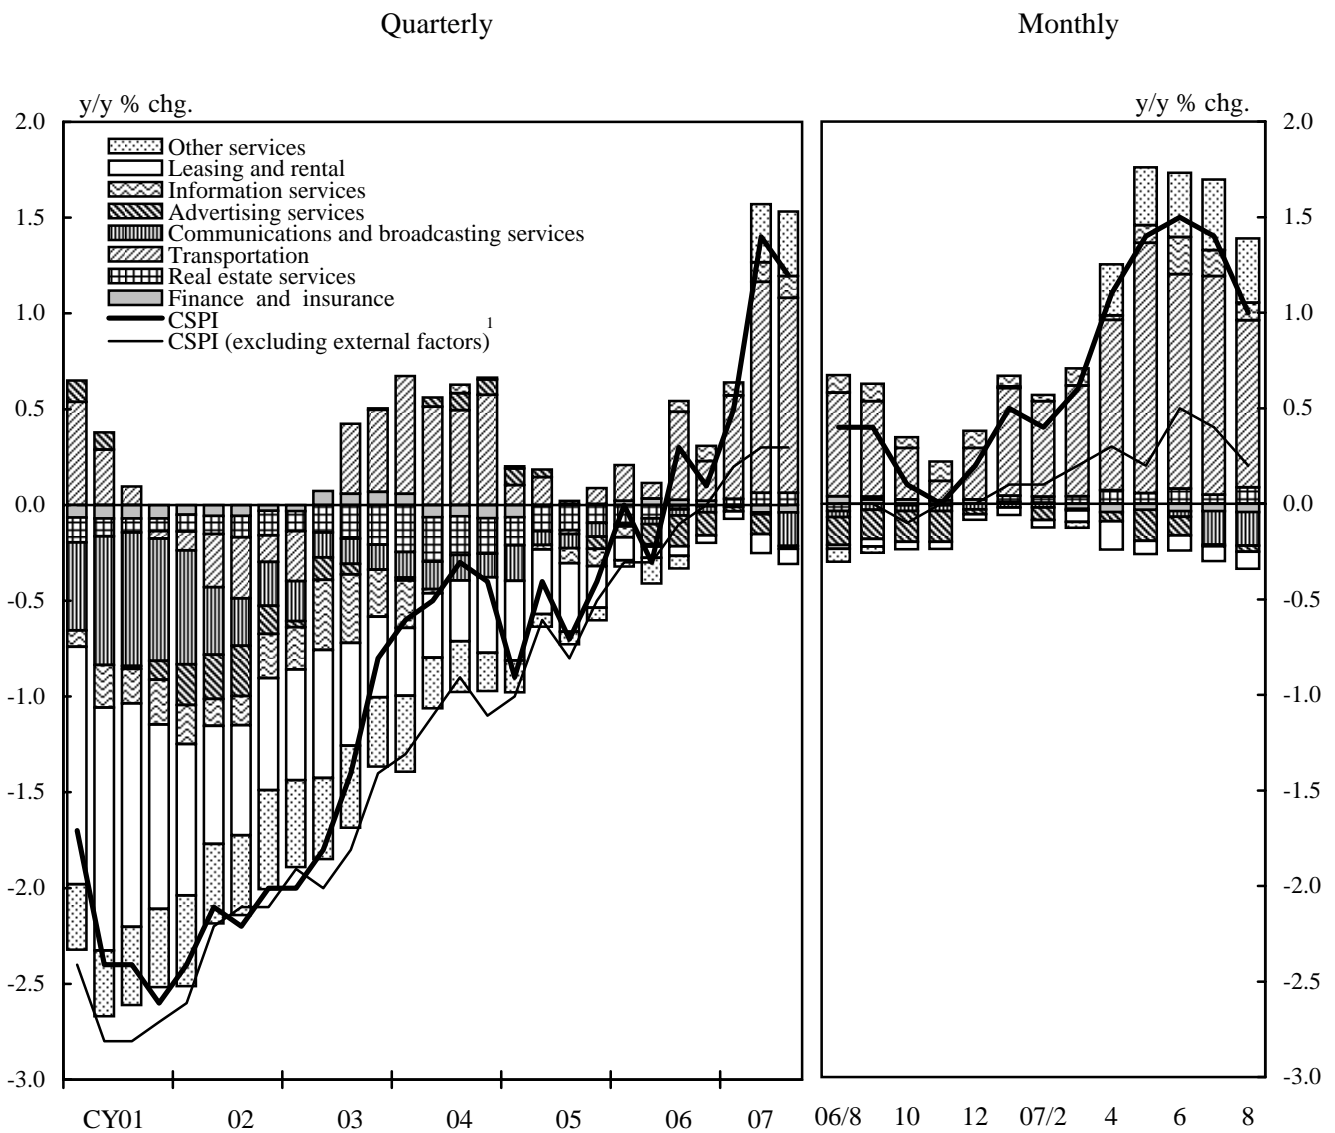 Quarterly
Monthly
y/y % chg.
y/y % chg.
2.0
1.5
1.0
0.5
0.0
-0.5
-1.0
-1.5
-2.0
-2.5
-3.0
Other services
Leasing and rental
Information services
Advertising services
Communications and broadcasting services
Transportation
Real estate services
Finance and insurance
CSPI
CSPI (excluding external factors)1
2.0
1.5
1.0
0.5
0.0
-0.5
-1.0
-1.5
-2.0
-2.5
-3.0
CY01 02 03 04 05 06 07
06/8 10 12 07/2 4 6 8